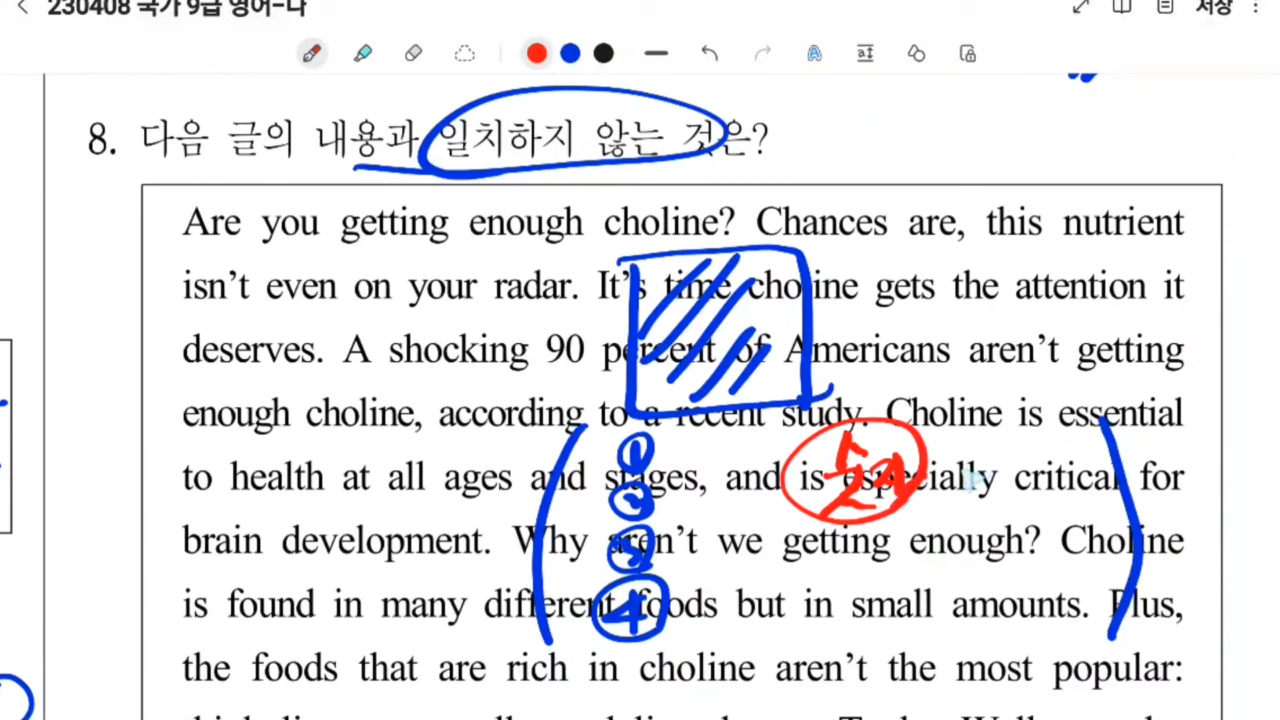 230408 국가 9급 영어-나
저장
8. 다음 글의 내용과 일치하지 않는 것은?
Are you getting enough choline? Chances are, this nutrient
isn't even on your radar. It's time choline gets the attention it
deserves. A shocking 90 percent of Americans aren't getting
enough choline, according to a recent study. Choline is essential
to health at all ages and stages, and is especially critical for
brain development. Why aren't we getting enough? Choline
is found in many different foods but in small amounts. Plus,
the foods that are rich in choline aren't the most popular:
①
②
③
④